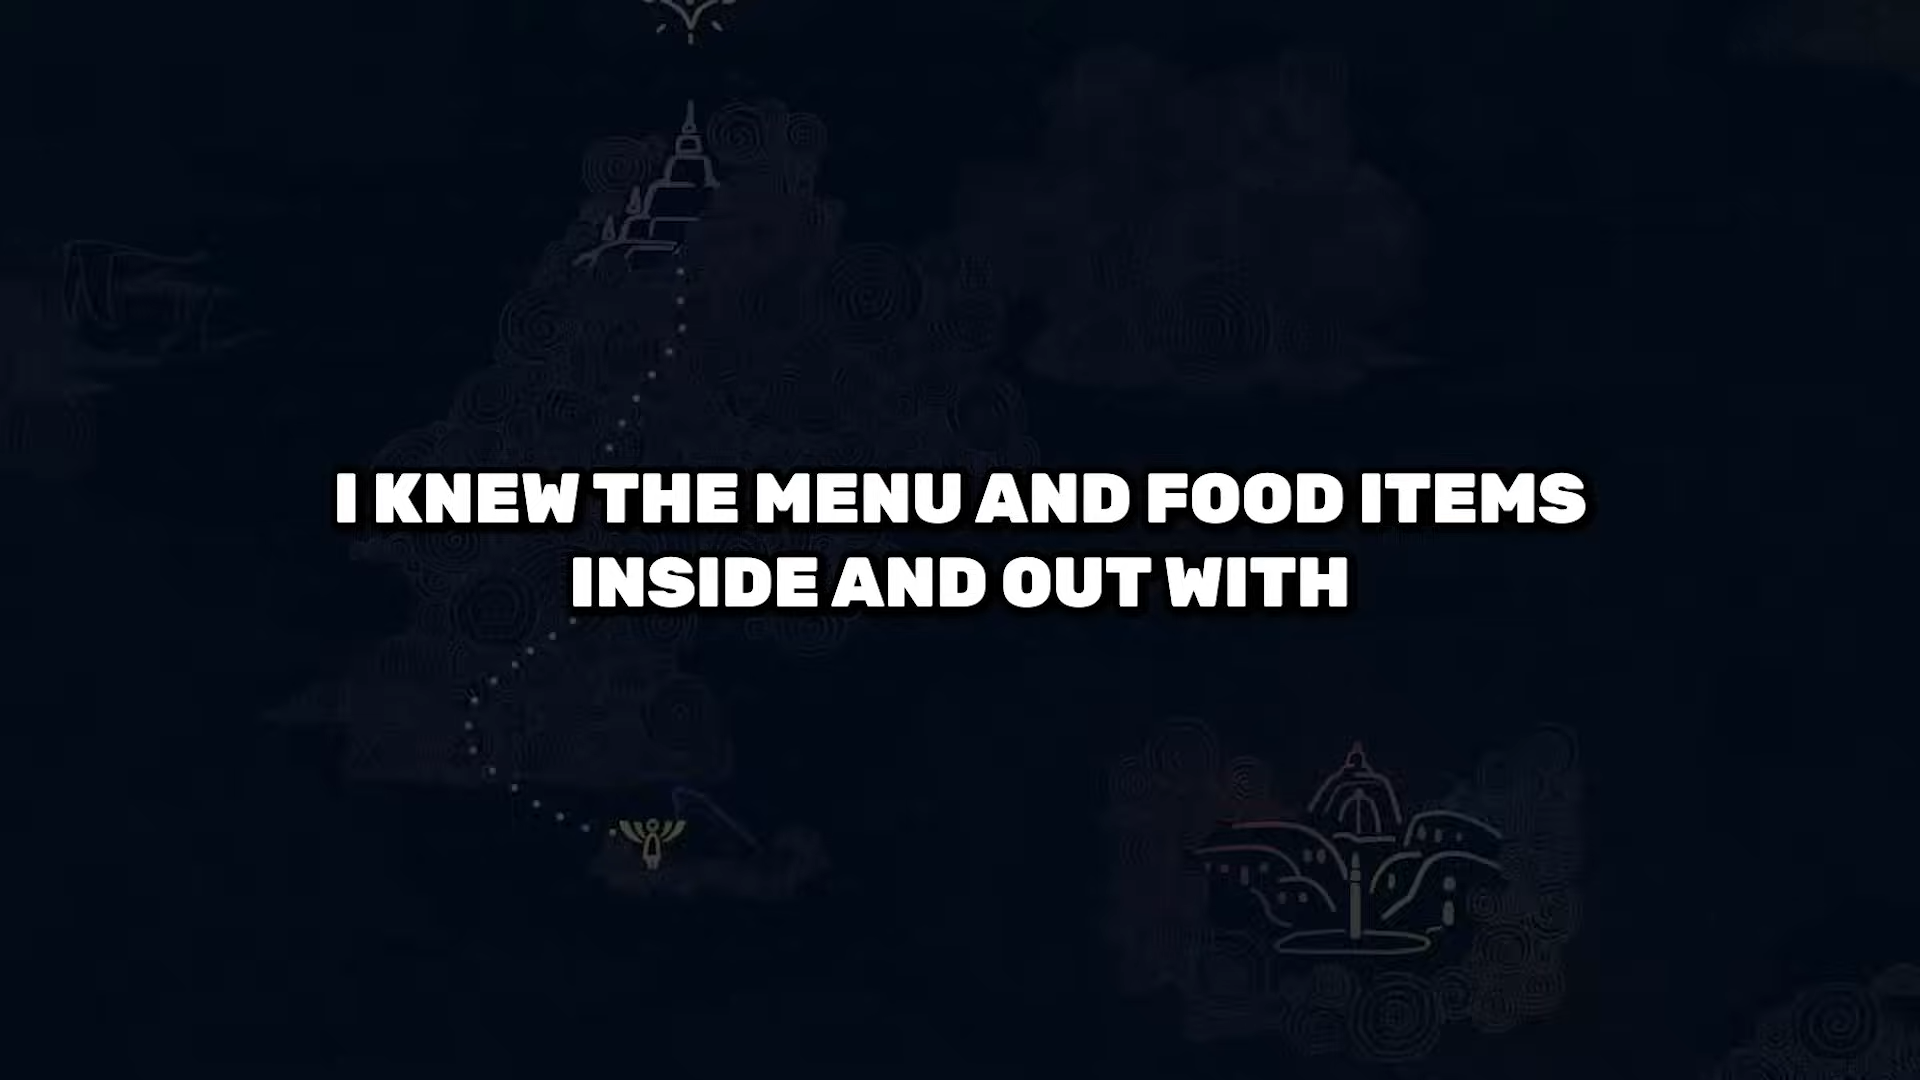 I KNEW THE MENU AND FOOD ITEMS
INSIDE AND OUT WITH